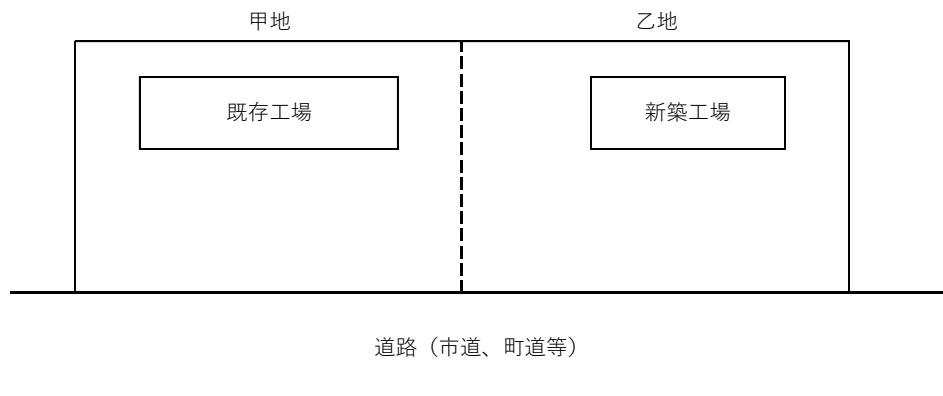 甲地
乙地
既存工場
新築工場
道路（市道、町道等）